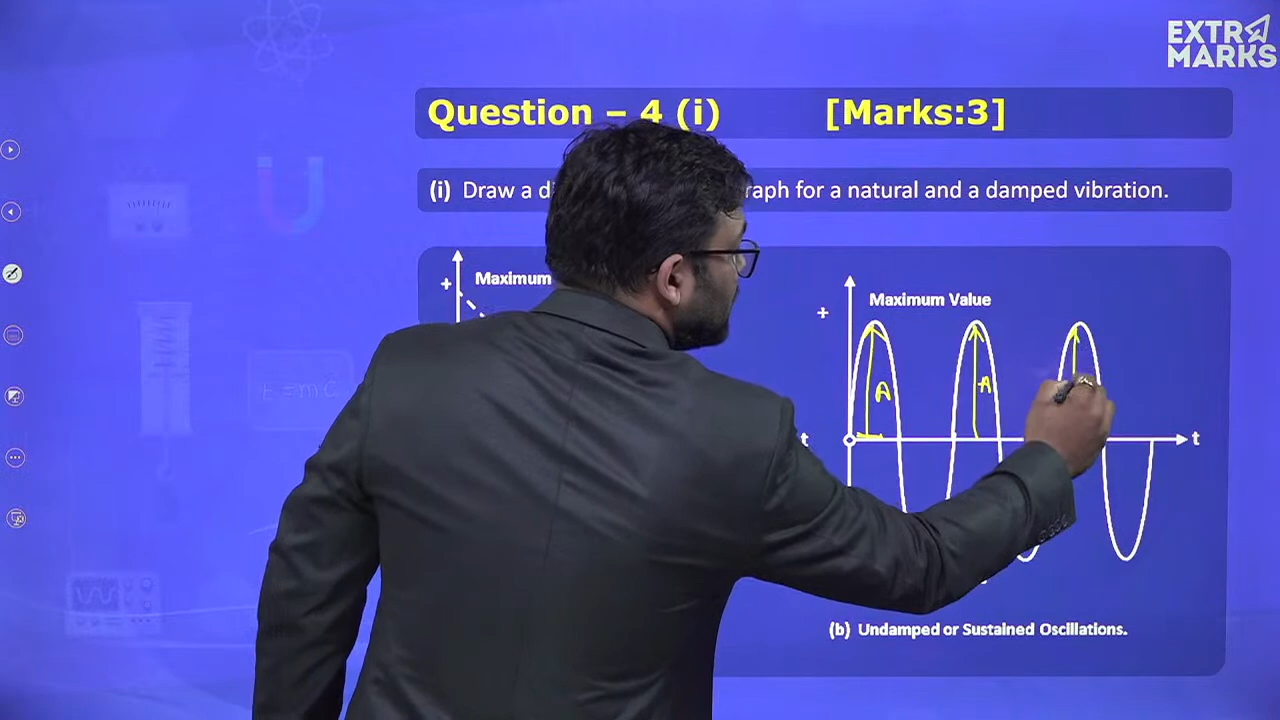 EXTRA
MARKS
Question – 4 (i) [Marks:3]
(i) Draw a raph for a natural and a damped vibration.
+ Maximum
+ Maximum Value
A A
t
t
E = mc²
(b) Undamped or Sustained Oscillations.